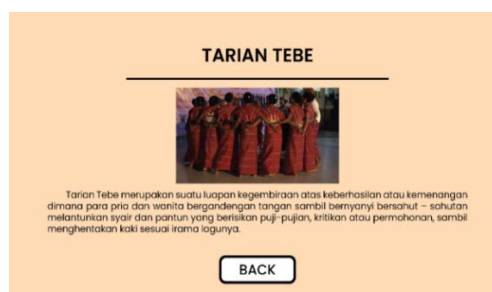 TARIAN TEBE
Tarian Tebe merupakan suatu luapan kegembiraan atas keberhasilan atau kemenangan
dimana para pria dan wanita bergandengan tangan sambil bernyanyi bersahut – sahutan
melantunkan syair dan pantun yang berisikan puji-pujian, kritikan atau permohonan, sambil
menghentakan kaki sesuai irama lagunya.
BACK